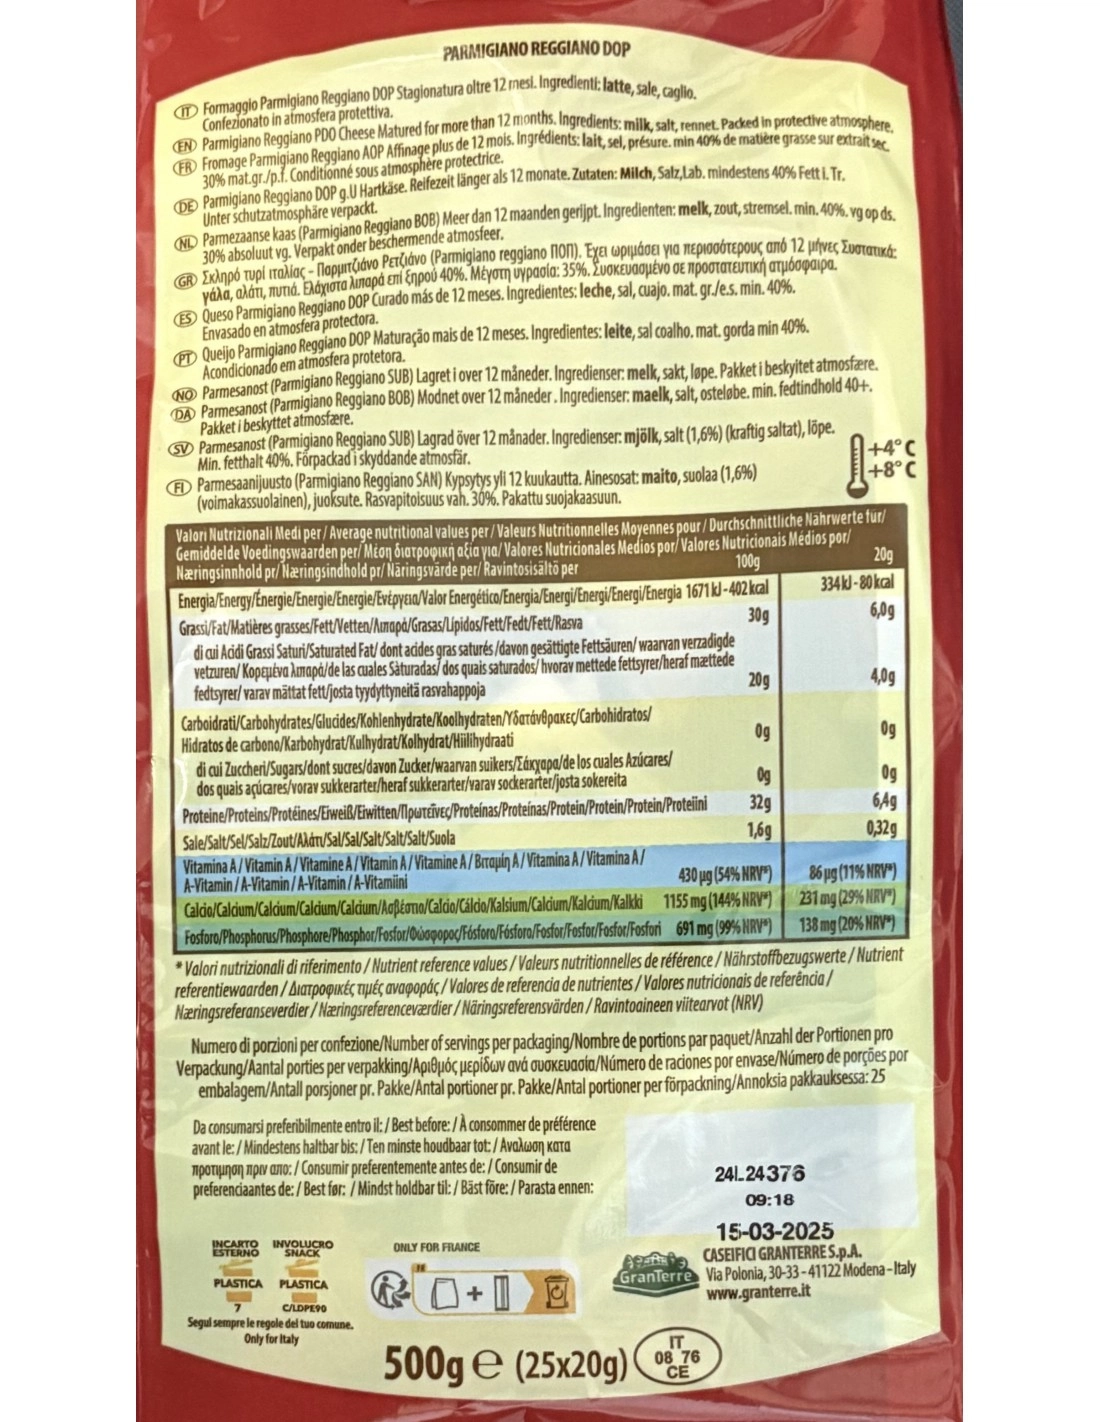 PARMIGIANO REGGIANO DOP
IT Formaggio Parmigiano Reggiano DOP Stagionatura oltre 12 mesi. Ingredienti: latte, sale, caglio.
Confezionato in atmosfera protettiva.
EN Parmigiano Reggiano PDO Cheese Matured for more than 12 months. Ingredients: milk, salt, rennet. Packed in protective atmosphere.
FR Fromage Parmigiano Reggiano AOP Affinage plus de 12 mois. Ingrédients: lait, sel, présure. min 40% de matière grasse sur extrait sec.
30% mat.gr./p.f. Conditionné sous atmosphère protectrice.
DE Parmigiano Reggiano DOP g.U Hartkäse. Reifezeit länger als 12 monate. Zutaten: Milch, Salz,Lab. mindestens 40% Fett i. Tr.
Unter schutzatmosphäre verpackt.
NL Parmezaanse kaas (Parmigiano Reggiano BOB) Meer dan 12 maanden gerijpt. Ingredienten: melk, zout, stremsel. min. 40%. vg op ds.
30% absoluut vg. Verpakt onder beschermende atmosfeer.
GR Σκληρό τυρί ιταλίας - Παρμιτζιάνο Ρετζιάνο (Parmigiano reggiano ΠΟΠ). Έχει ωριμάσει για περισσότερους από 12 μήνες Συστατικά:
γάλα, αλάτι, πυτιά. Ελάχιστα λιπαρά επί ξηρού 40%. Μέγστη υγρασία: 35%. Συσκευασμένο σε προστατευτική ατμόσφαιρα.
ES Queso Parmigiano Reggiano DOP Curado más de 12 meses. Ingredientes: leche, sal, cuajo. mat. gr./e.s. min. 40%.
Envasado en atmosfera protectora.
PT Queijo Parmigiano Reggiano DOP Maturação mais de 12 meses. Ingredientes: leite, sal coalho. mat. gorda min 40%.
Acondicionado em atmosfera protetora.
NO Parmesanost (Parmigiano Reggiano SUB) Lagret i over 12 måneder. Ingredienser: melk, sakt, løpe. Pakket i beskyitet atmosfære.
DA Parmesanost (Parmigiano Reggiano BOB) Modnet over 12 måneder . Ingredienser: maelk, salt, osteløbe. min. fedtindhold 40+.
Pakket i beskyttet atmosfære.
SV Parmesanost (Parmigiano Reggiano SUB) Lagrad över 12 månader. Ingredienser: mjölk, salt (1,6%) (kraftig saltat), löpe.
Min. fetthalt 40%. Förpackad i skyddande atmosfär.
FI Parmesaanijuusto (Parmigiano Reggiano SAN) Kypsytys yli 12 kuukautta. Ainesosat: maito, suolaa (1,6%)
(voimakassuolainen), juoksute. Rasvapitoisuus väh. 30%. Pakattu suojakaasuun.
+4°C
+8°C
Valori Nutrizionali Medi per/ Average nutritional values per/ Valeurs Nutritionnelles Moyennes pour/ Durchschnittliche Nährwerte für/
Gemiddelde Voedingswaarden per/ Μέση διατροφική αξία για/ Valores Nutricionales Medios por/ Valores Nutricionais Médios por/
Næringsinnhold pr/ Næringsindhold pr/ Näringsvärde per/ Ravintosisältö per 100g 20g
Energia/Energy/Énergie/Energie/Energie/Ενέργεια/Valor Energético/Energia/Energi/Energi/Energi/Energia 1671 kJ - 402 kcal 334 kJ - 80 kcal
Grassi/Fat/Matières grasses/Fett/Vetten/Λιπαρά/Grasas/Lípidos/Fett/Fedt/Fett/Rasva 30g 6,0g
di cui Acidi Grassi Saturi/Saturated Fat/ dont acides gras saturés /davon gesättigte Fettsäuren/ waarvan verzadigde
vetzuren/ Κορεμένα λιπαρά/de las cuales Sàturadas/ dos quais saturados/ hvorav mettede fettsyrer/heraf mættede
fedtsyrer/ varav mättat fett/josta tyydyttyneitä rasvahappoja 20g 4,0g
Carboidrati/Carbohydrates/Glucides/Kohlenhydrate/Koolhydraten/Υδατάνθρακες/Carbohidratos/
Hidratos de carbono/Karbohydrat/Kulhydrat/Kolhydrat/Hiilihydraati 0g 0g
di cui Zuccheri/Sugars/dont sucres/davon Zucker/waarvan suikers/Σάκχαρα/de los cuales Azúcares/
dos quais açúcares/vorav sukkerarter/heraf sukkerarter/varav sockerarter/josta sokereita 0g 0g
Proteine/Proteins/Protéines/Eiweiß/Eiwitten/Πρωτεΐνες/Proteínas/Proteínas/Protein/Protein/Protein/Proteiini 32g 6,4g
Sale/Salt/Sel/Salz/Zout/Αλάτι/Sal/Sal/Salt/Salt/Salt/Suola 1,6g 0,32g
Vitamina A / Vitamin A / Vitamine A / Vitamin A / Vitamine A / Βιταμίη A / Vitamina A / Vitamina A /
A-Vitamin / A-Vitamin / A-Vitamin / A-Vitamiini 430 µg (54% NRV*) 86 µg (11% NRV*)
Calcio/Calcium/Calcium/Calcium/Calcium/Ασβέστιο/Calcio/Cálcio/Kalsium/Calcium/Kalcium/Kalkki 1155 mg (144% NRV*) 231 mg (29% NRV*)
Fosforo/Phosphorus/Phosphore/Phosphor/Fosfor/Φώσφορος/Fósforo/Fósforo/Fosfor/Fosfor/Fosfor/Fosfori 691 mg (99% NRV*) 138 mg (20% NRV*)
* Valori nutrizionali di riferimento / Nutrient reference values / Valeurs nutritionnelles de référence / Nährstoffbezugswerte / Nutrient
referentiewaarden / Διατροφικές τιμές αναφοράς / Valores de referencia de nutrientes / Valores nutricionais de referência /
Næringsreferanseverdier / Næringsreferenceværdier / Näringsreferensvärden / Ravintoaineen viitearvot (NRV)
Numero di porzioni per confezione/Number of servings per packaging/Nombre de portions par paquet/Anzahl der Portionen pro
Verpackung/Aantal porties per verpakking/Αριθμός μερίδων ανά συσκευασία/Número de raciones por envase/Número de porções por
embalagem/Antall porsjoner pr. Pakke/Antal portioner pr. Pakke/Antal portioner per förpackning/Annoksia pakkauksessa: 25
Da consumarsi preferibilmente entro il: / Best before: / À consommer de préférence
avant le: / Mindestens haltbar bis: / Ten minste houdbaar tot: / Αναλωση κατα
προτιμηση πριν απο: / Consumir preferentemente antes de: / Consumir de
preferenciaantes de: / Best før: / Mindst holdbar til: / Bäst före: / Parasta ennen:
24L24376
09:18
15-03-2025
INCARTO ESTERNO INVOLUCRO SNACK
PLASTICA PLASTICA
7 C/LDPE90
Segui sempre le regole del tuo comune.
Only for Italy
ONLY FOR FRANCE
FR
+
GranTerre
CASEIFICI GRANTERRE S.p.A.
Via Polonia, 30-33 - 41122 Modena - Italy
www.granterre.it
500g e (25x20g)
IT
08 76
CE